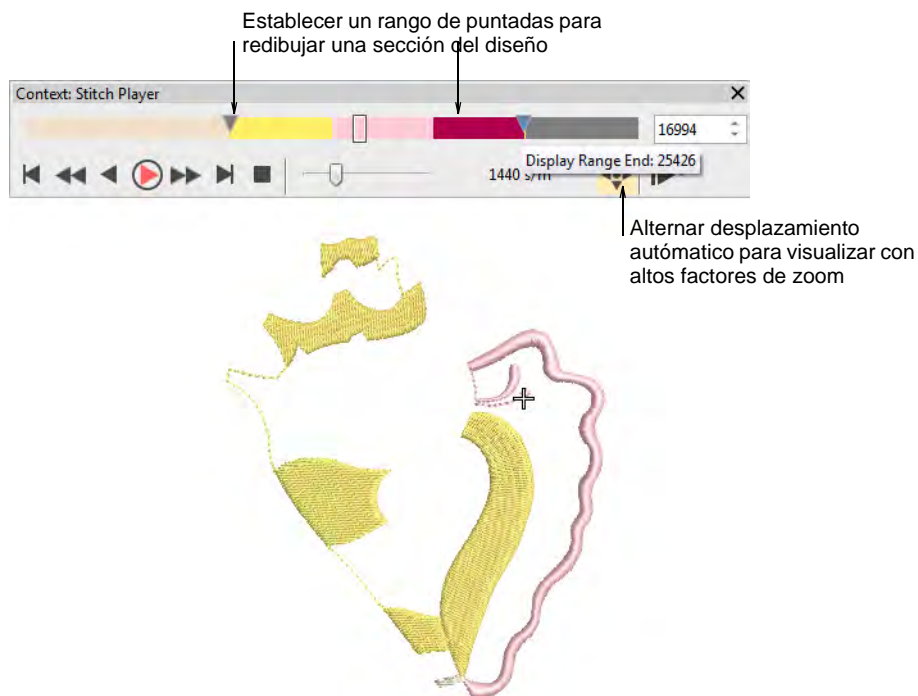 Establecer un rango de puntadas para
redibujar una sección del diseño
Context: Stitch Player
16994
Display Range End: 25426
1440 s/m
Alternar desplazamiento
autómatico para visualizar con
altos factores de zoom